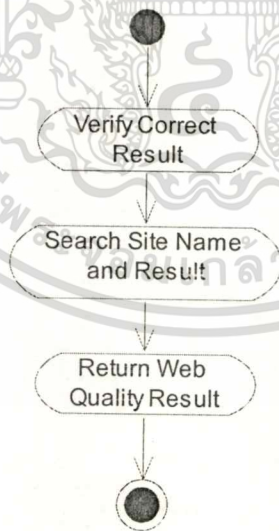 Verify Correct
Result
Search Site Name
and Result
Return Web
Quality Result